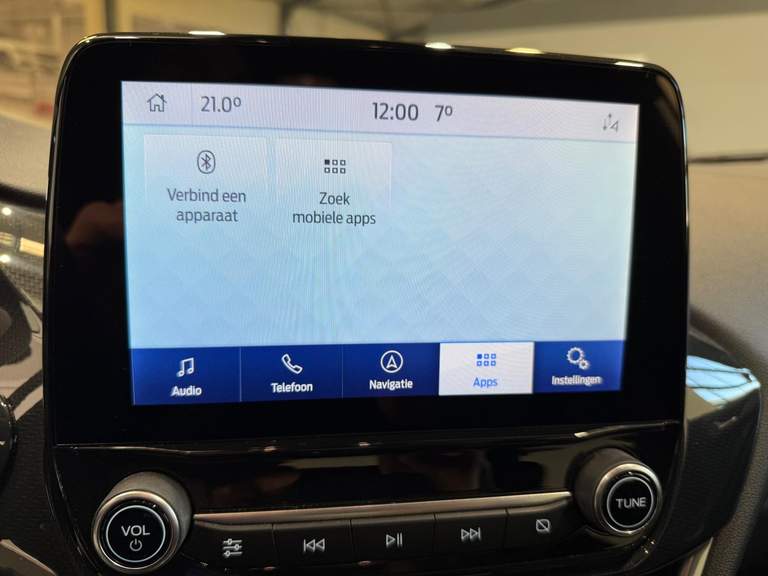 21.0° 12:00 7°
Verbind een
apparaat
Zoek
mobiele apps
Audio Telefoon Navigatie Apps Instellingen
VOL TUNE